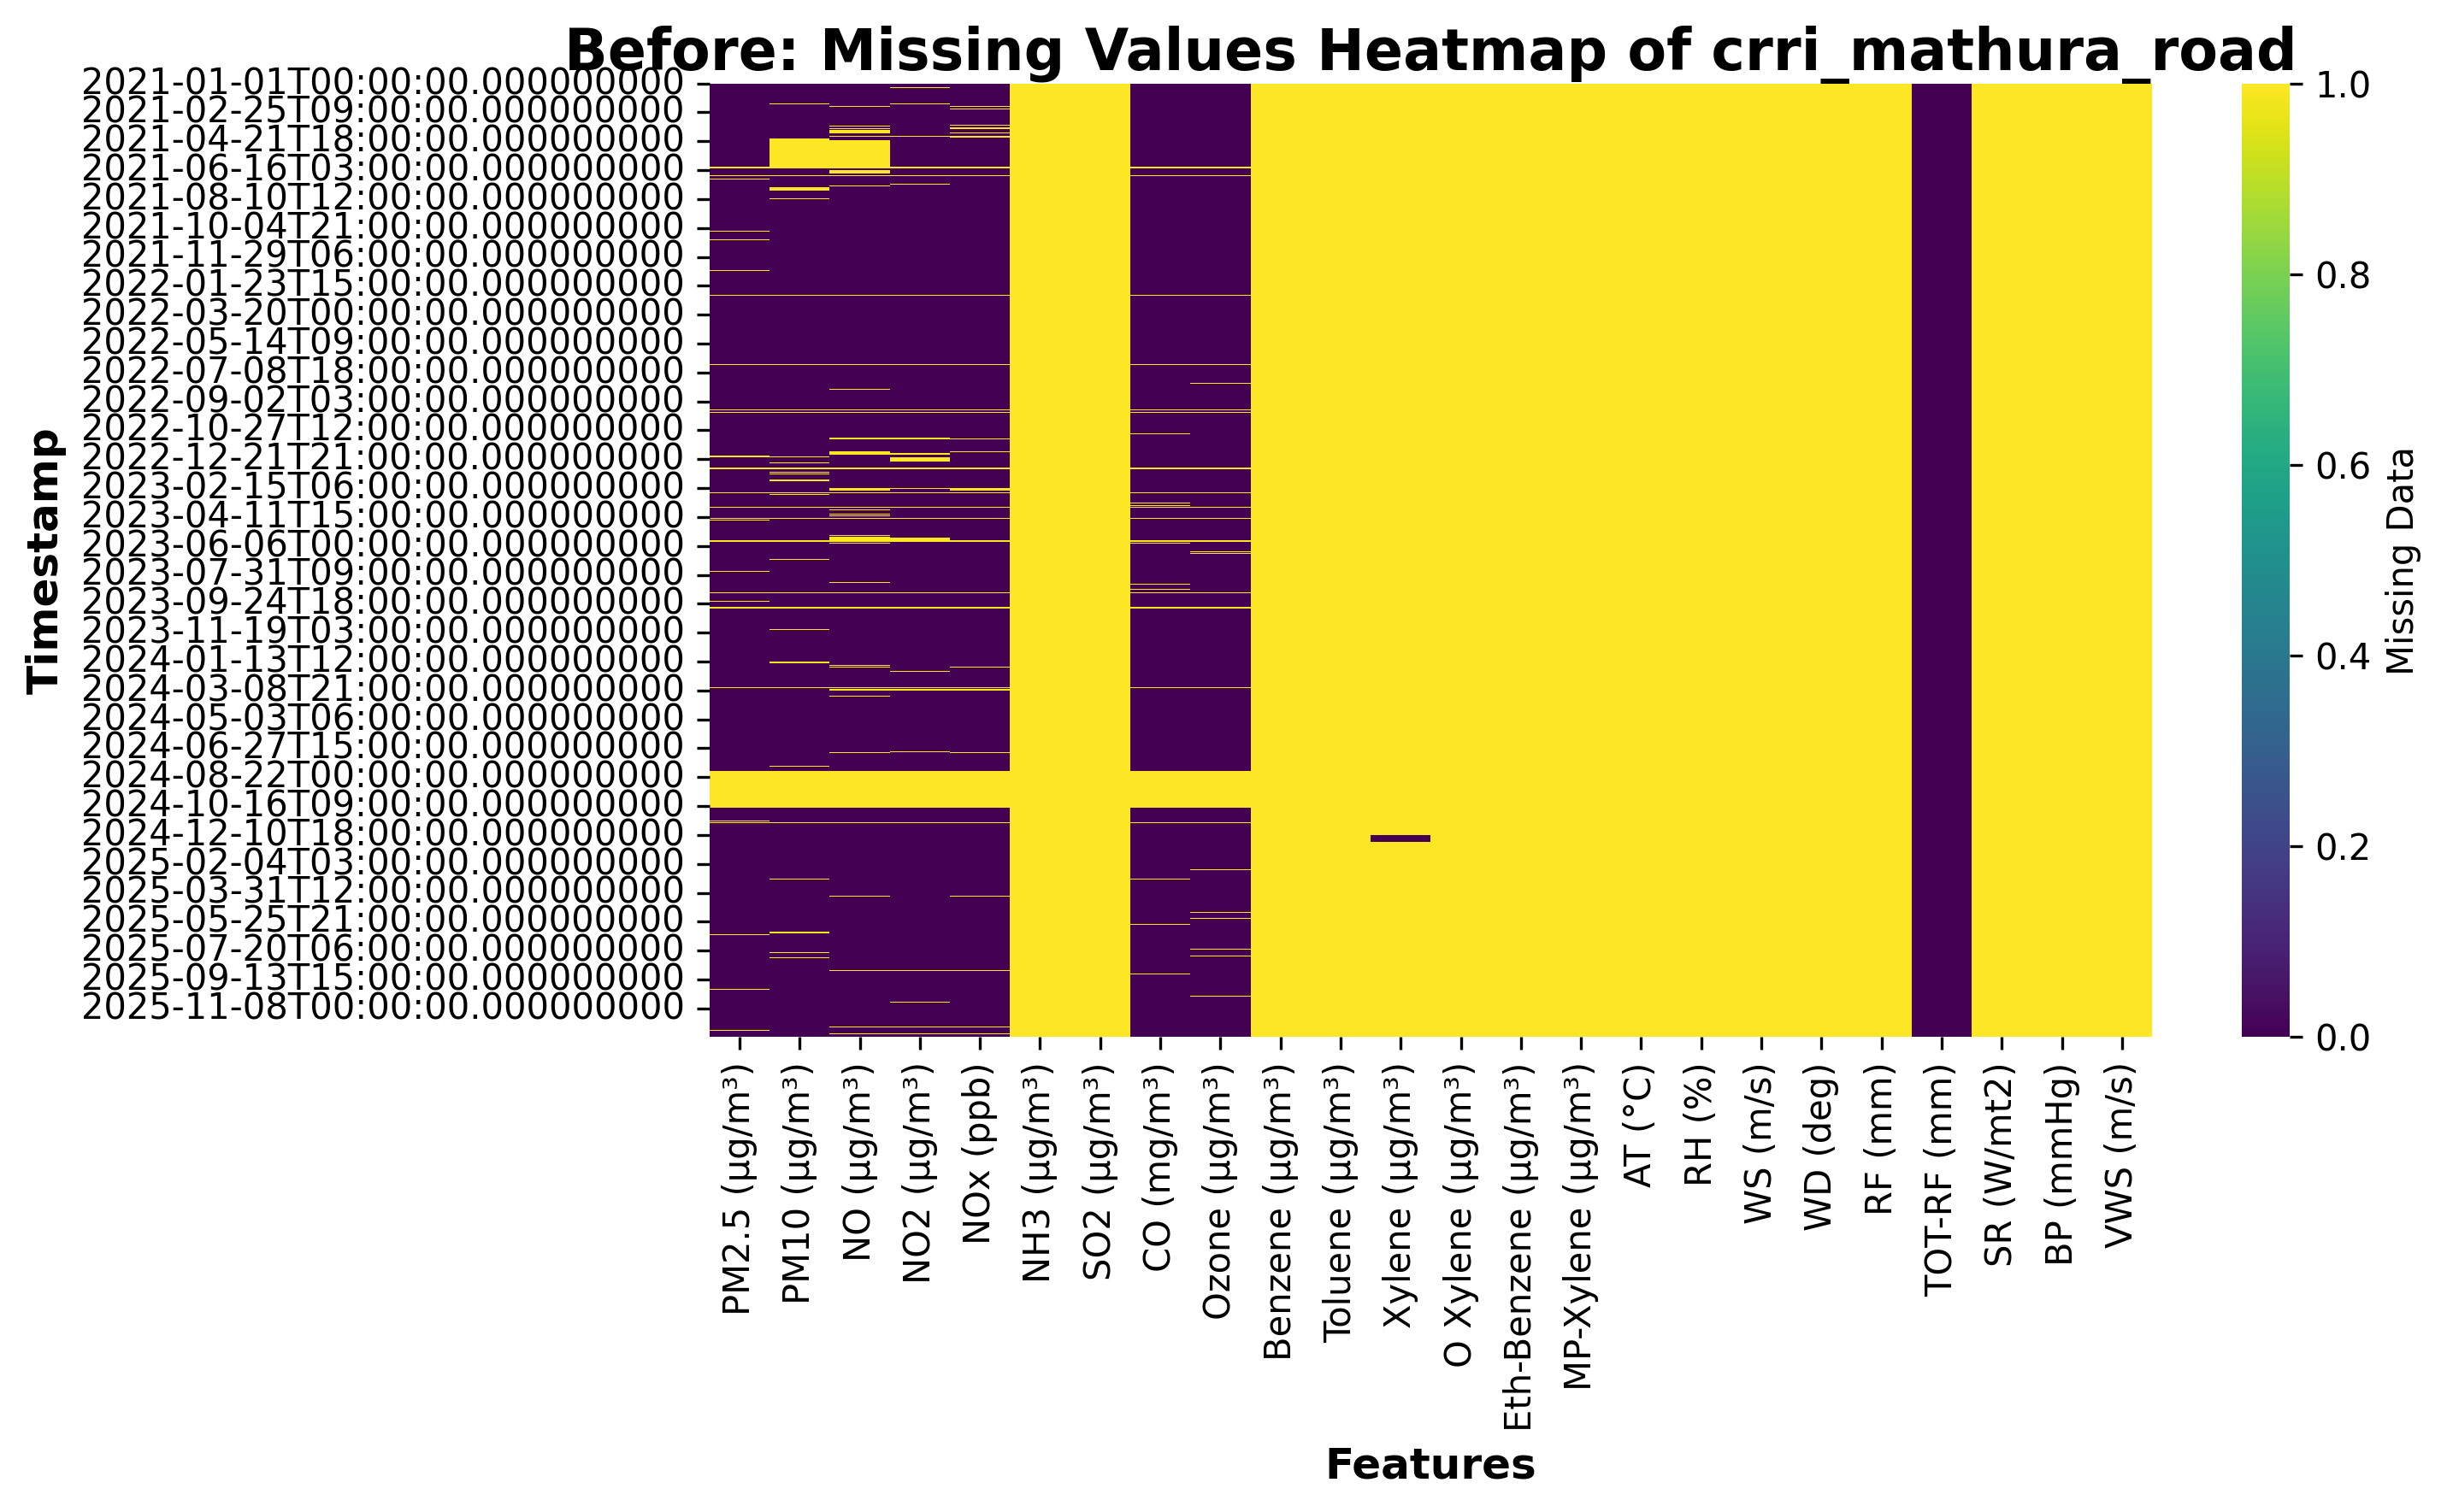 Before: Missing Values Heatmap of crri_mathura_road
Timestamp
2021-01-01T00:00:00.000000000
2021-02-25T09:00:00.000000000
2021-04-21T18:00:00.000000000
2021-06-16T03:00:00.000000000
2021-08-10T12:00:00.000000000
2021-10-04T21:00:00.000000000
2021-11-29T06:00:00.000000000
2022-01-23T15:00:00.000000000
2022-03-20T00:00:00.000000000
2022-05-14T09:00:00.000000000
2022-07-08T18:00:00.000000000
2022-09-02T03:00:00.000000000
2022-10-27T12:00:00.000000000
2022-12-21T21:00:00.000000000
2023-02-15T06:00:00.000000000
2023-04-11T15:00:00.000000000
2023-06-06T00:00:00.000000000
2023-07-31T09:00:00.000000000
2023-09-24T18:00:00.000000000
2023-11-19T03:00:00.000000000
2024-01-13T12:00:00.000000000
2024-03-08T21:00:00.000000000
2024-05-03T06:00:00.000000000
2024-06-27T15:00:00.000000000
2024-08-22T00:00:00.000000000
2024-10-16T09:00:00.000000000
2024-12-10T18:00:00.000000000
2025-02-04T03:00:00.000000000
2025-03-31T12:00:00.000000000
2025-05-25T21:00:00.000000000
2025-07-20T06:00:00.000000000
2025-09-13T15:00:00.000000000
2025-11-08T00:00:00.000000000
PM2.5 (µg/m³)
PM10 (µg/m³)
NO (µg/m³)
NO2 (µg/m³)
NOx (ppb)
NH3 (µg/m³)
SO2 (µg/m³)
CO (mg/m³)
Ozone (µg/m³)
Benzene (µg/m³)
Toluene (µg/m³)
Xylene (µg/m³)
O Xylene (µg/m³)
Eth-Benzene (µg/m³)
MP-Xylene (µg/m³)
AT (°C)
RH (%)
WS (m/s)
WD (deg)
RF (mm)
TOT-RF (mm)
SR (W/mt2)
BP (mmHg)
VWS (m/s)
Features
1.0
0.8
0.6
0.4
0.2
0.0
Missing Data